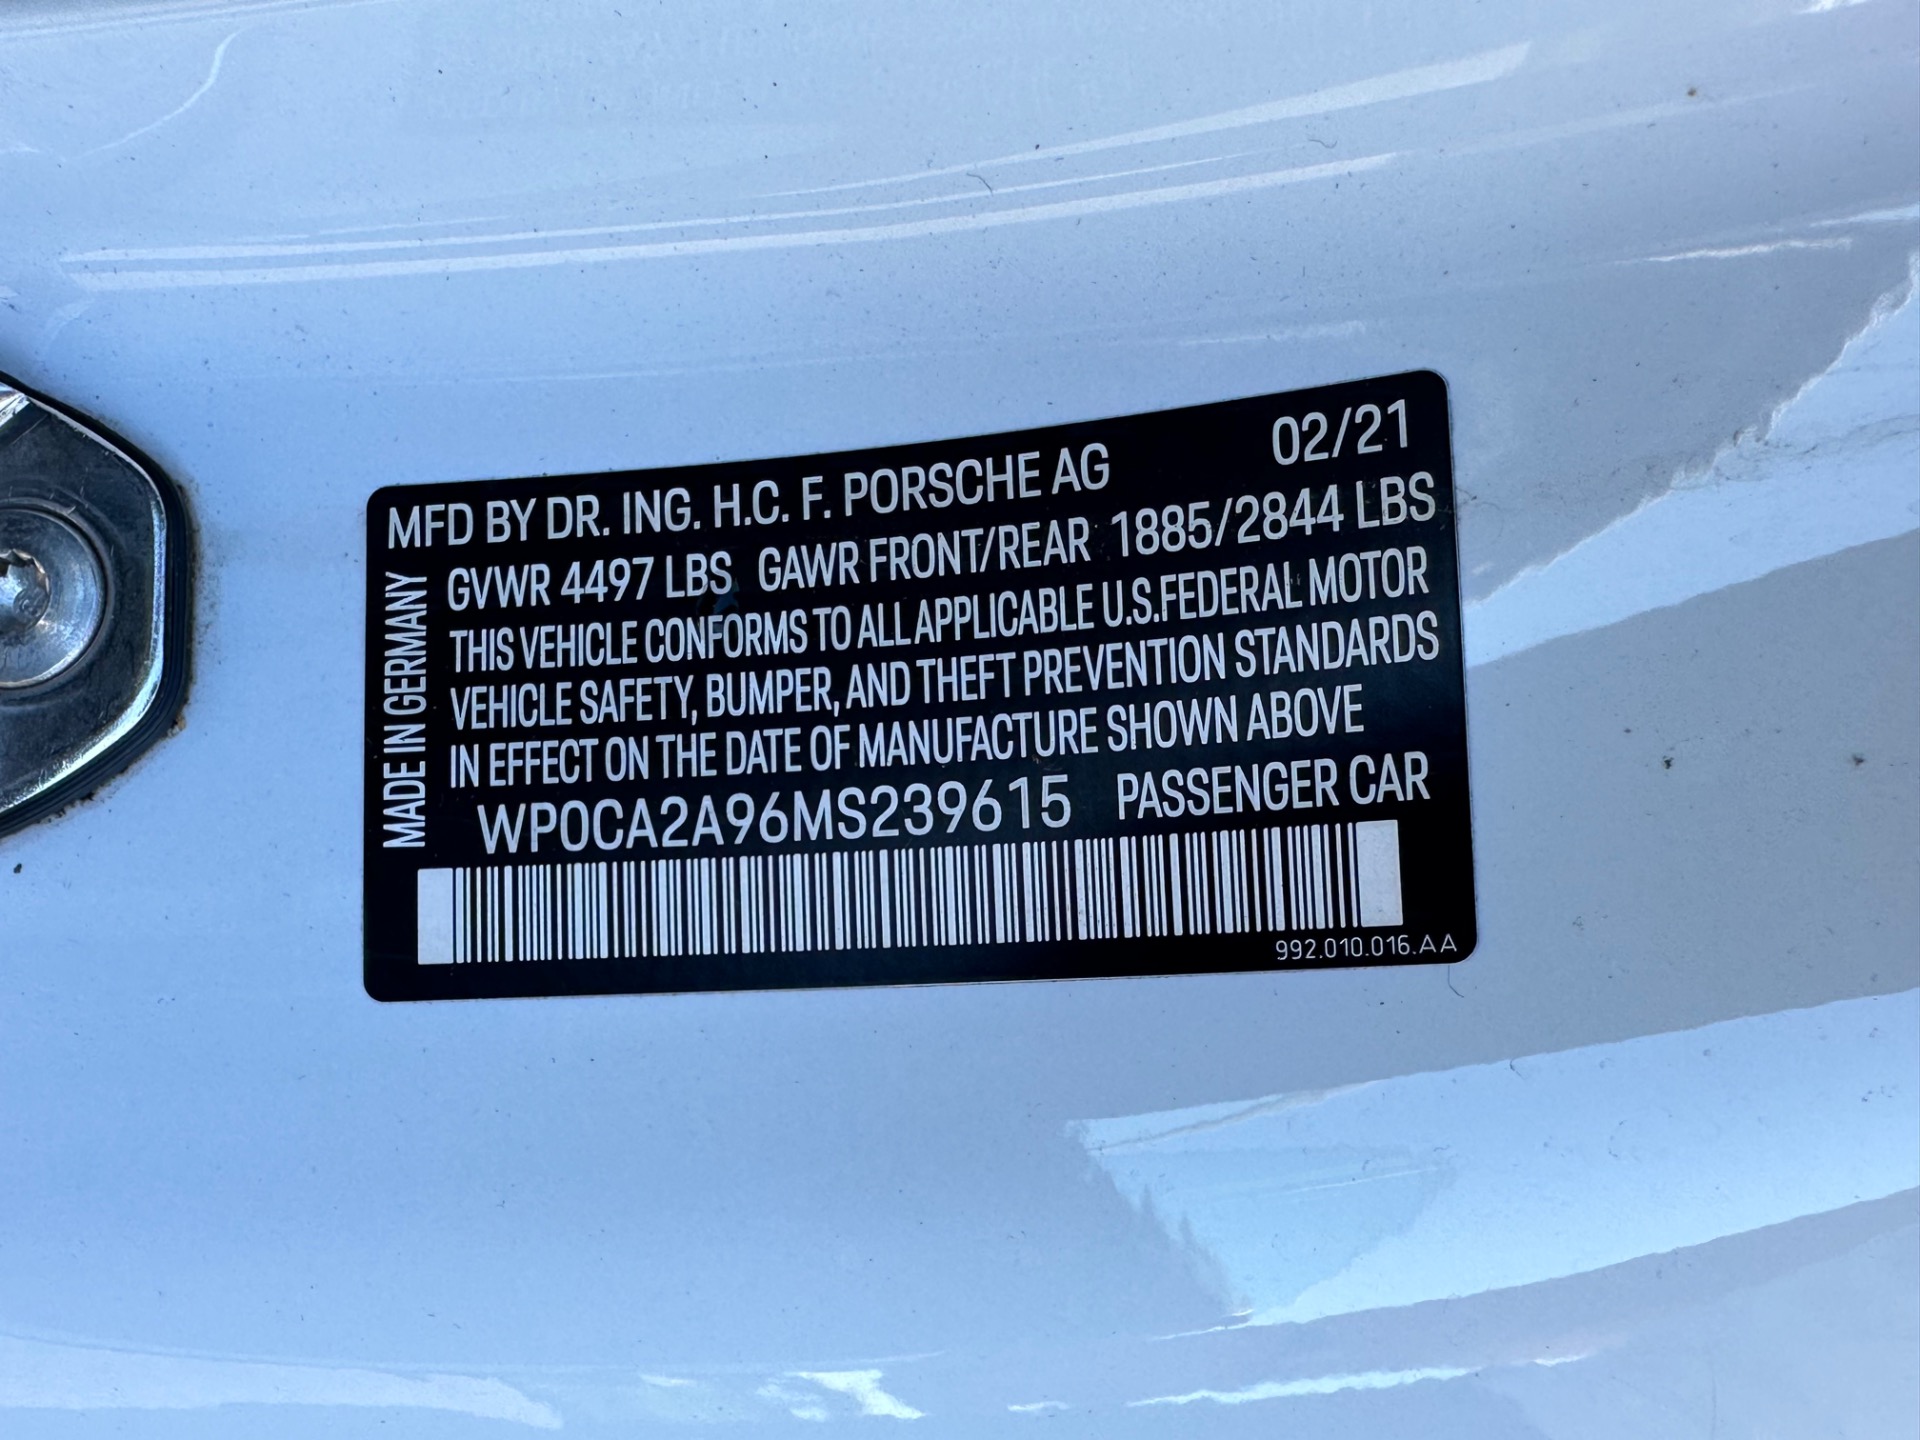 MFD BY DR. ING. H.C. F. PORSCHE AG 02/21
GVWR 4497 LBS GAWR FRONT/REAR 1885/2844 LBS
THIS VEHICLE CONFORMS TO ALL APPLICABLE U.S.FEDERAL MOTOR
VEHICLE SAFETY, BUMPER, AND THEFT PREVENTION STANDARDS
IN EFFECT ON THE DATE OF MANUFACTURE SHOWN ABOVE
WP0CA2A96MS239615 PASSENGER CAR
992.010.016.AA
MADE IN GERMANY